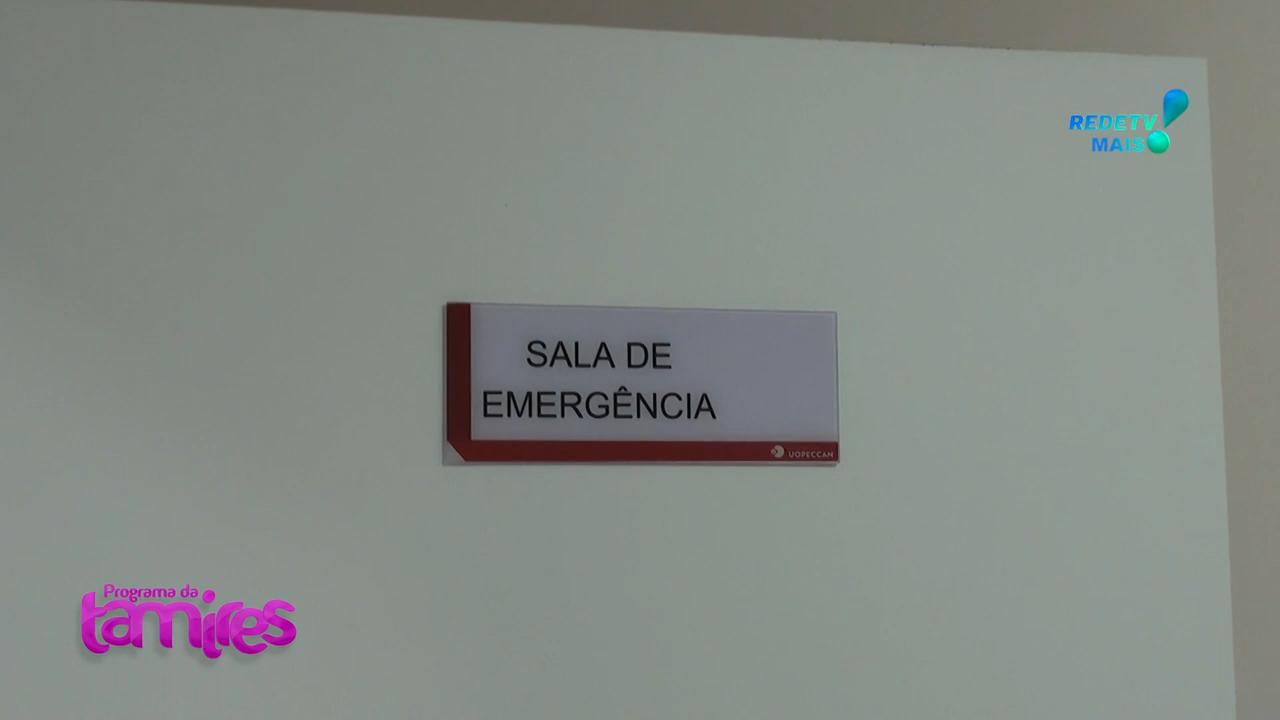 REDETV
MAIS
SALA DE
EMERGÊNCIA
UOPECCAN
Programa da
tamires